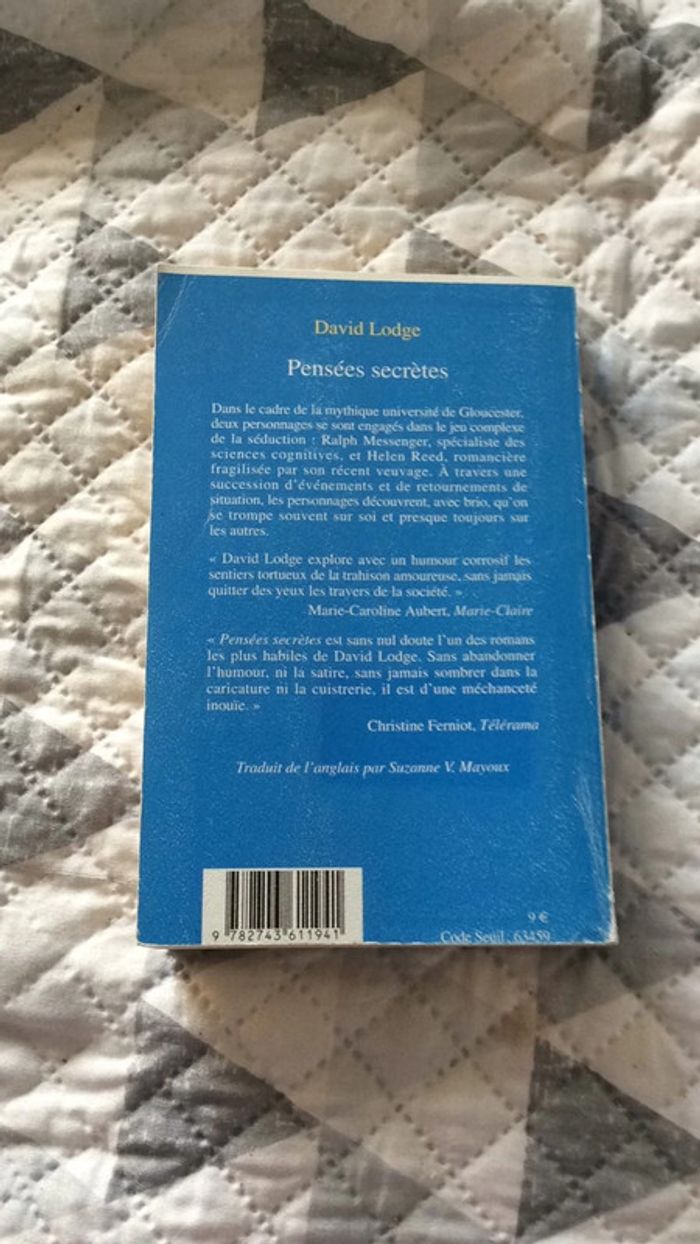 David Lodge
Pensées secrètes
Dans le cadre de la mythique université de Gloucester,
deux personnages se sont engagés dans le jeu complexe
de la séduction : Ralph Messenger, spécialiste des
sciences cognitives, et Helen Reed, romancière
fragilisée par son récent veuvage. À travers une
succession d'événements et de retournements de
situation, les personnages découvrent, avec brio, qu'on
se trompe souvent sur soi et presque toujours sur
les autres.
« David Lodge explore avec un humour corrosif les
sentiers tortueux de la trahison amoureuse, sans jamais
quitter des yeux les travers de la société. »
Marie-Caroline Aubert, Marie-Claire
« Pensées secrètes est sans nul doute l'un des romans
les plus habiles de David Lodge. Sans abandonner
l'humour, ni la satire, sans jamais sombrer dans la
caricature ni la cuistrerie, il est d'une méchanceté
inouïe. »
Christine Ferniot, Télérama
Traduit de l'anglais par Suzanne V. Mayoux
9 €
9 782743 611941
Code Seuil : 63459